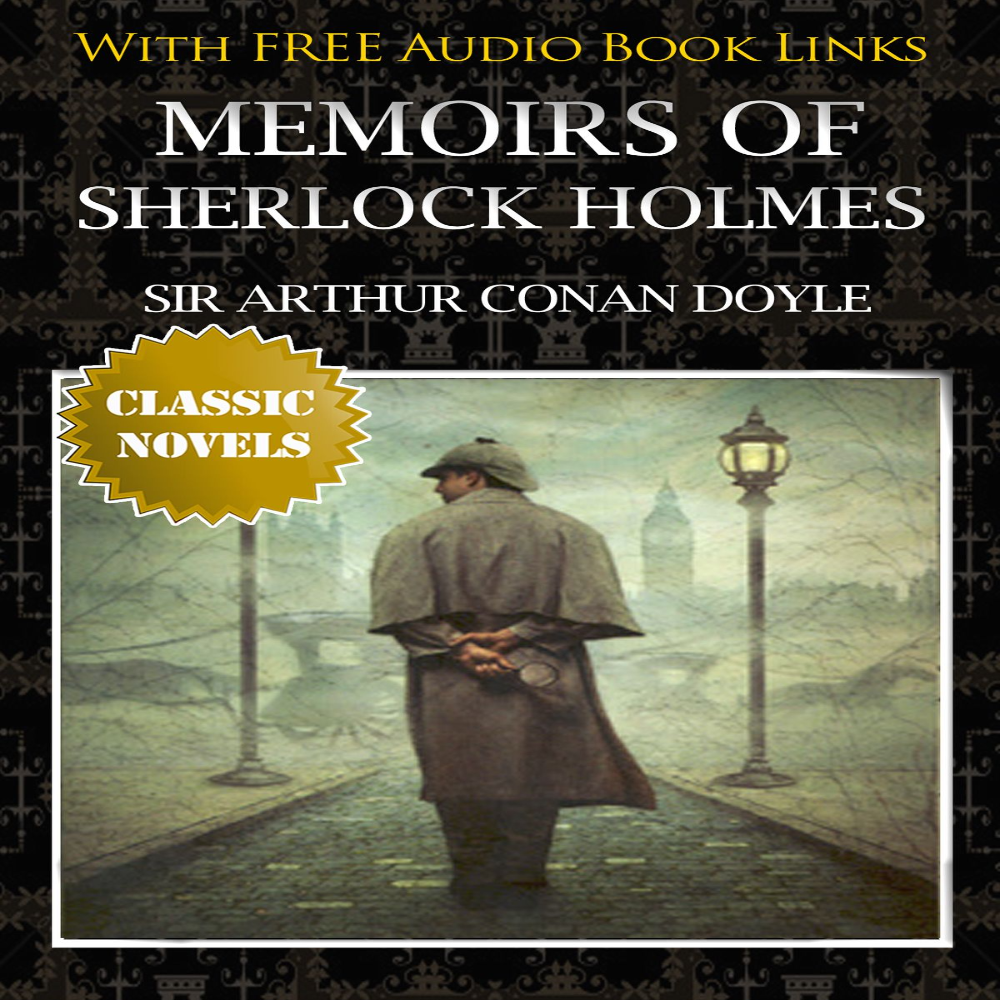 With FREE Audio Book Links
MEMOIRS OF
SHERLOCK HOLMES
SIR ARTHUR CONAN DOYLE
CLASSIC
NOVELS